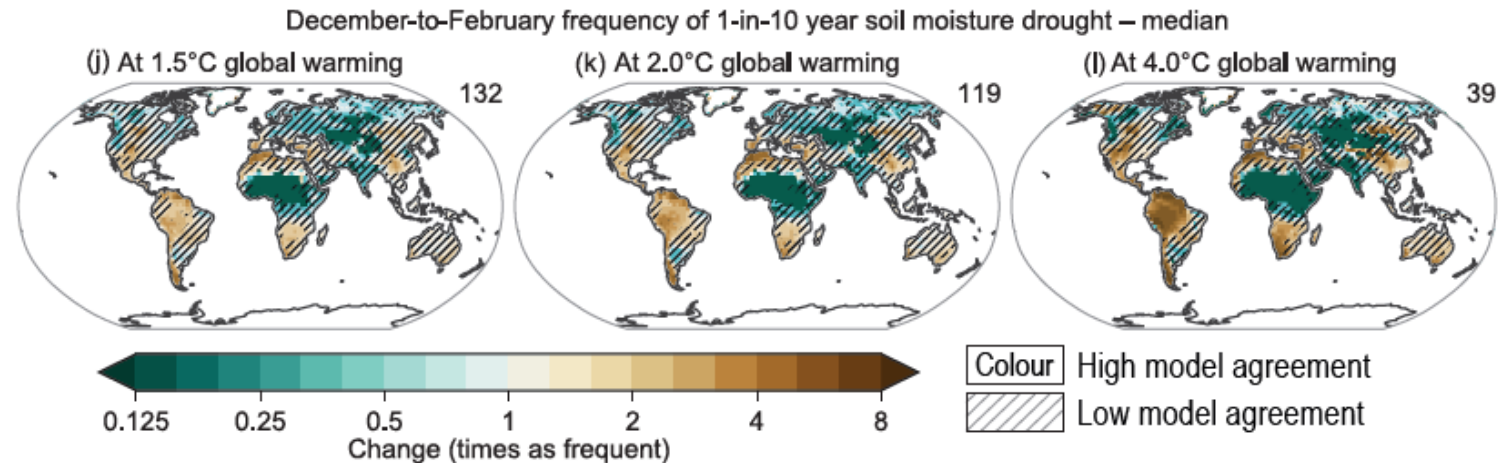 December-to-February frequency of 1-in-10 year soil moisture drought – median
(j) At 1.5°C global warming
132
(k) At 2.0°C global warming
119
(l) At 4.0°C global warming
39
0.125 0.25 0.5 1 2 4 8
Change (times as frequent)
Colour High model agreement
Low model agreement